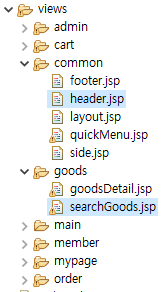 views
admin
cart
common
footer.jsp
header.jsp
layout.jsp
quickMenu.jsp
side.jsp
goods
goodsDetail.jsp
searchGoods.jsp
main
member
mypage
order